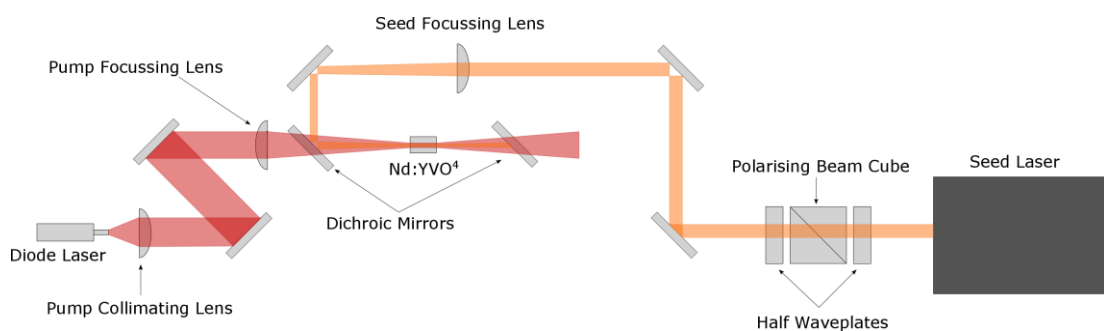 Seed Focussing Lens
Pump Focussing Lens
Nd:YVO⁴
Polarising Beam Cube
Seed Laser
Dichroic Mirrors
Diode Laser
Pump Collimating Lens
Half Waveplates